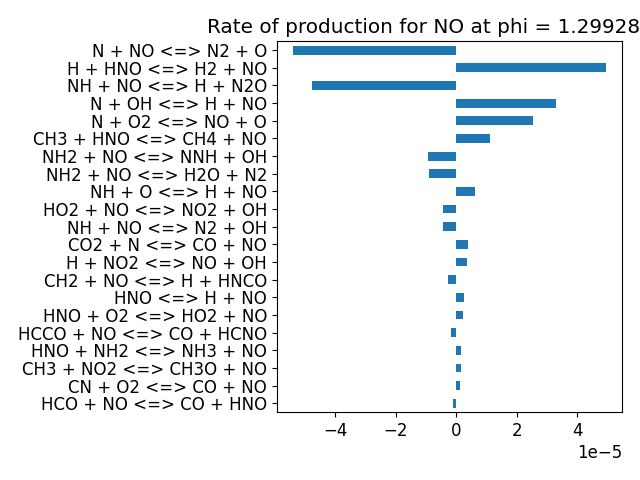 Rate of production for NO at phi = 1.29928
N + NO <=> N2 + O
H + HNO <=> H2 + NO
NH + NO <=> H + N2O
N + OH <=> H + NO
N + O2 <=> NO + O
CH3 + HNO <=> CH4 + NO
NH2 + NO <=> NNH + OH
NH2 + NO <=> H2O + N2
NH + O <=> H + NO
HO2 + NO <=> NO2 + OH
NH + NO <=> N2 + OH
CO2 + N <=> CO + NO
H + NO2 <=> NO + OH
CH2 + NO <=> H + HNCO
HNO <=> H + NO
HNO + O2 <=> HO2 + NO
HCCO + NO <=> CO + HCNO
HNO + NH2 <=> NH3 + NO
CH3 + NO2 <=> CH3O + NO
CN + O2 <=> CO + NO
HCO + NO <=> CO + HNO
−4 −2 0 2 4
1e−5